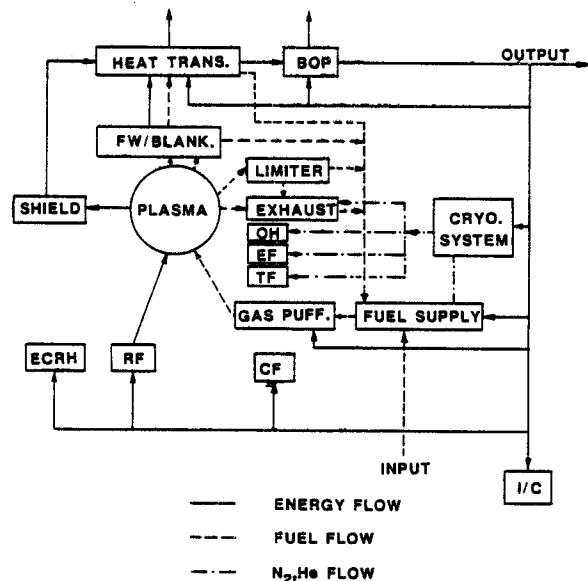 OUTPUT
HEAT TRANS.
BOP
FW/BLANK.
LIMITER
SHIELD
PLASMA
EXHAUST
CRYO.
SYSTEM
OH
EF
TF
GAS PUFF.
FUEL SUPPLY
ECRH
RF
CF
INPUT
I/C
ENERGY FLOW
FUEL FLOW
N₂,He FLOW